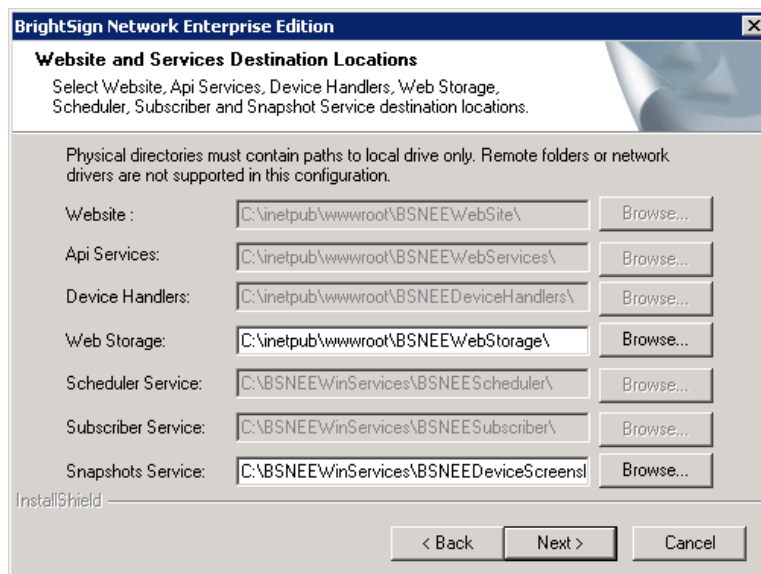 BrightSign Network Enterprise Edition
Website and Services Destination Locations
Select Website, Api Services, Device Handlers, Web Storage,
Scheduler, Subscriber and Snapshot Service destination locations.
Physical directories must contain paths to local drive only. Remote folders or network
drivers are not supported in this configuration.
Website : C:\inetpub\wwwroot\BSNEEWebSite\ Browse...
Api Services: C:\inetpub\wwwroot\BSNEEWebServices\ Browse...
Device Handlers: C:\inetpub\wwwroot\BSNEEDeviceHandlers\ Browse...
Web Storage: C:\inetpub\wwwroot\BSNEEWebStorage\ Browse...
Scheduler Service: C:\BSNEEWinServices\BSNEEScheduler\ Browse...
Subscriber Service: C:\BSNEEWinServices\BSNEESubscriber\ Browse...
Snapshots Service: C:\BSNEEWinServices\BSNEEDeviceScreensl Browse...
InstallShield
< Back Next > Cancel